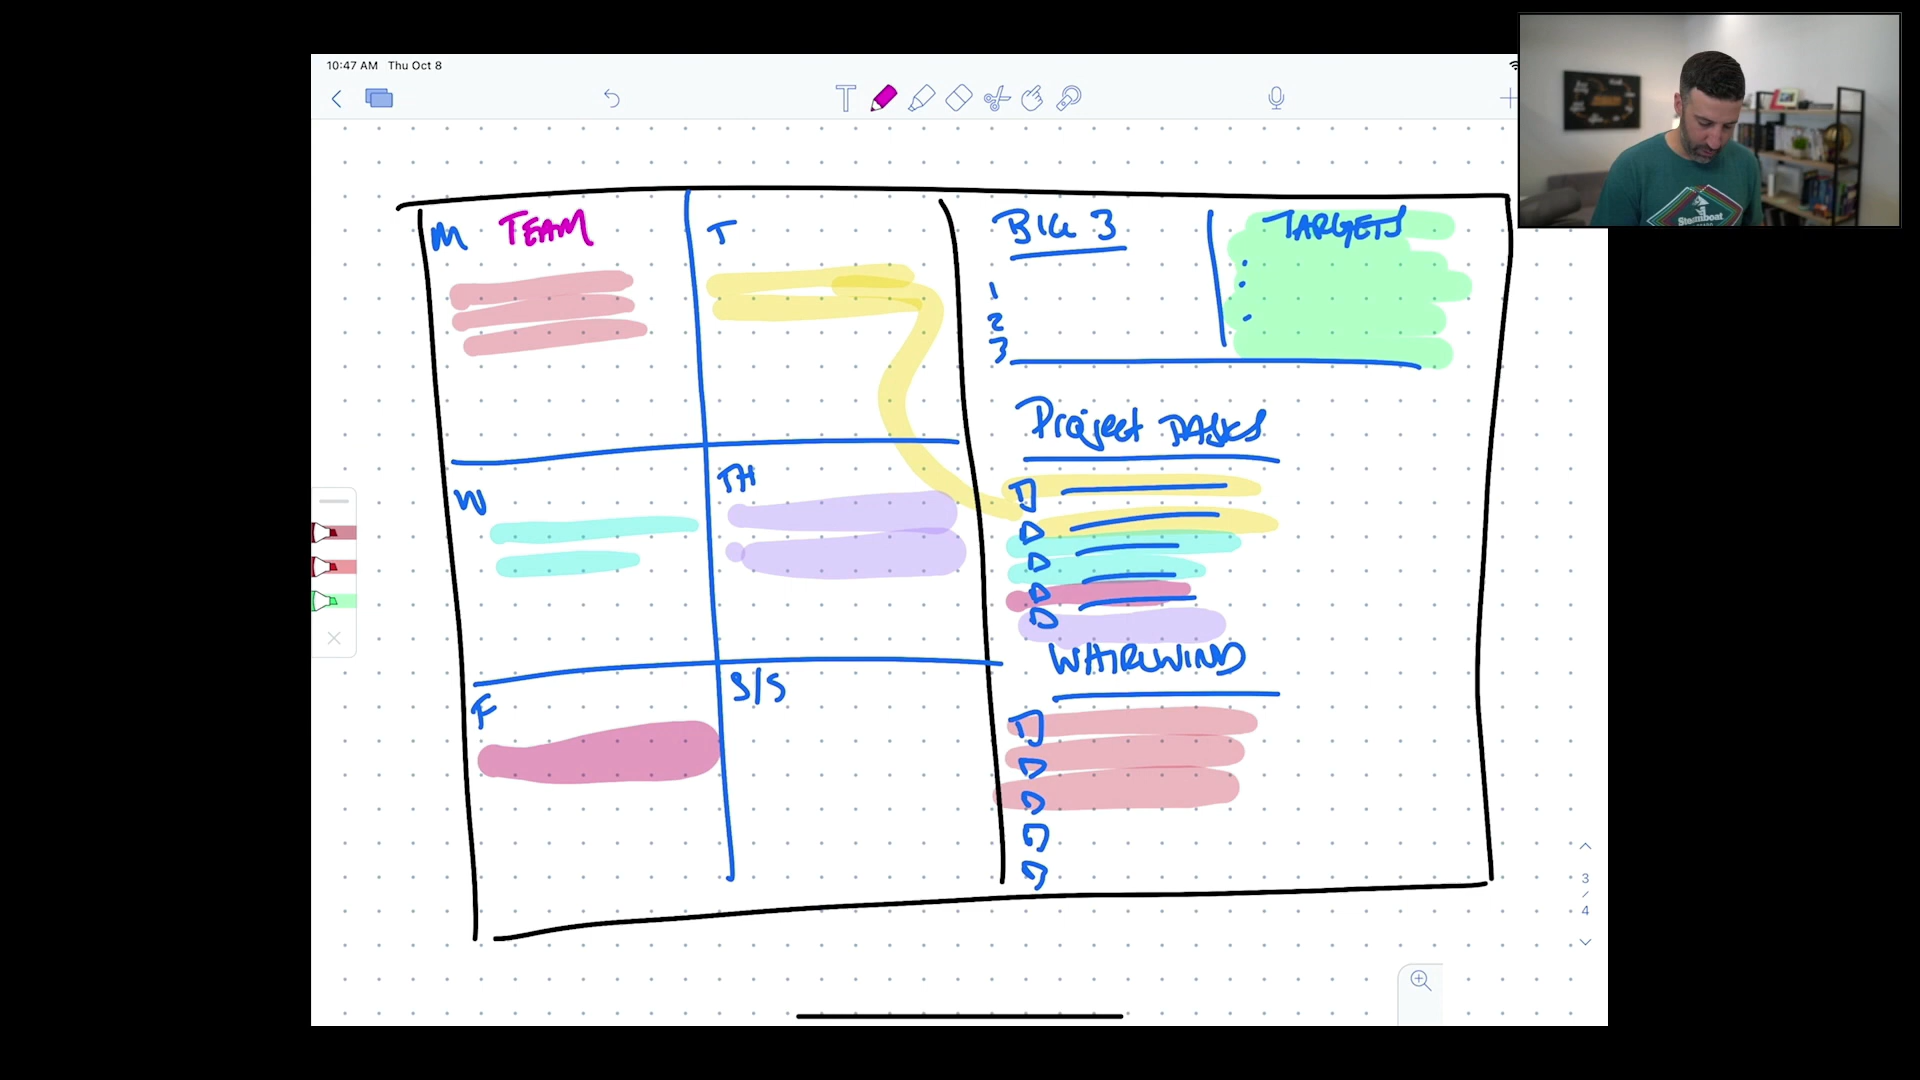 10:47 AM Thu Oct 8
M TEAM
T
BIG 3
TARGETS
1
2
3
Project TASKS
W
TH
WHIRLWIND
F
S/S
3
/
4
Steamboat